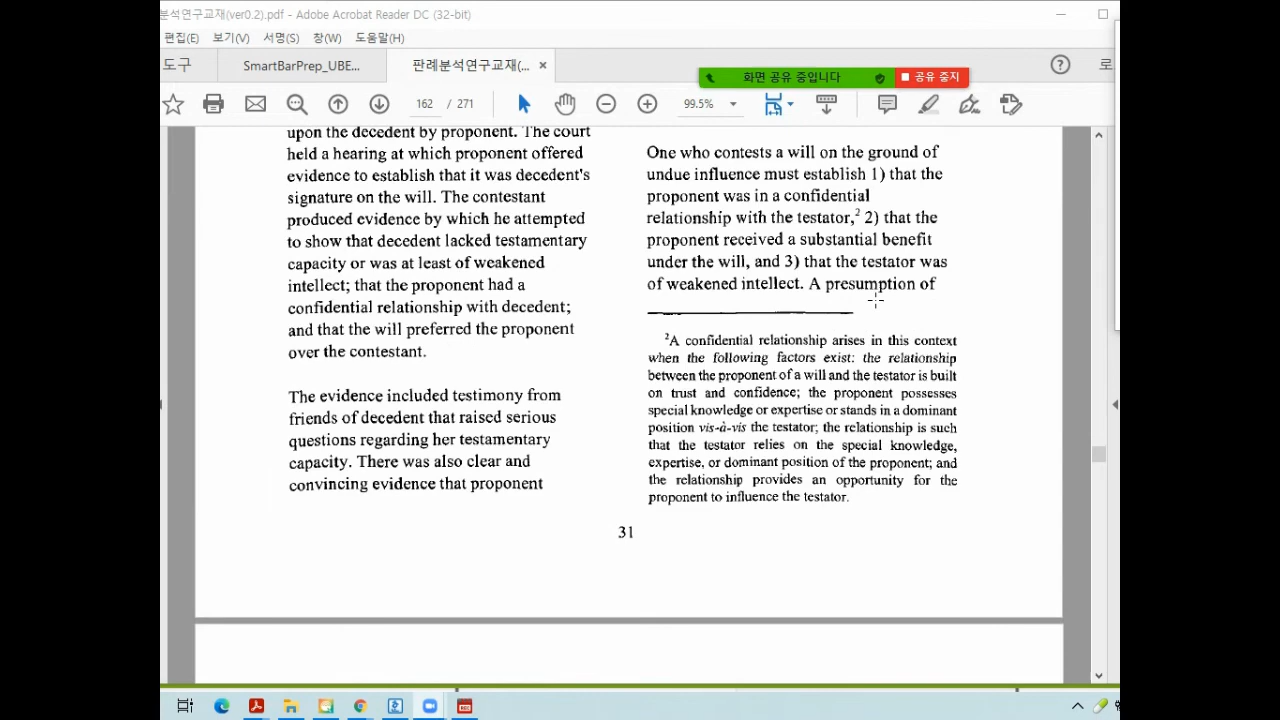 분석연구교재(ver0.2).pdf - Adobe Acrobat Reader DC (32-bit)
편집(E) 보기(V) 서명(S) 창(W) 도움말(H)
도구 SmartBarPrep_UBE... 판례분석연구교재(... × ? 로
화면 공유 중입니다 공유 중지
162 / 271 99.5%
upon the decedent by proponent. The court
held a hearing at which proponent offered
evidence to establish that it was decedent's
signature on the will. The contestant
produced evidence by which he attempted
to show that decedent lacked testamentary
capacity or was at least of weakened
intellect; that the proponent had a
confidential relationship with decedent;
and that the will preferred the proponent
over the contestant.
The evidence included testimony from
friends of decedent that raised serious
questions regarding her testamentary
capacity. There was also clear and
convincing evidence that proponent
One who contests a will on the ground of
undue influence must establish 1) that the
proponent was in a confidential
relationship with the testator,² 2) that the
proponent received a substantial benefit
under the will, and 3) that the testator was
of weakened intellect. A presumption of
²A confidential relationship arises in this context
when the following factors exist: the relationship
between the proponent of a will and the testator is built
on trust and confidence; the proponent possesses
special knowledge or expertise or stands in a dominant
position vis-à-vis the testator; the relationship is such
that the testator relies on the special knowledge,
expertise, or dominant position of the proponent; and
the relationship provides an opportunity for the
proponent to influence the testator.
31